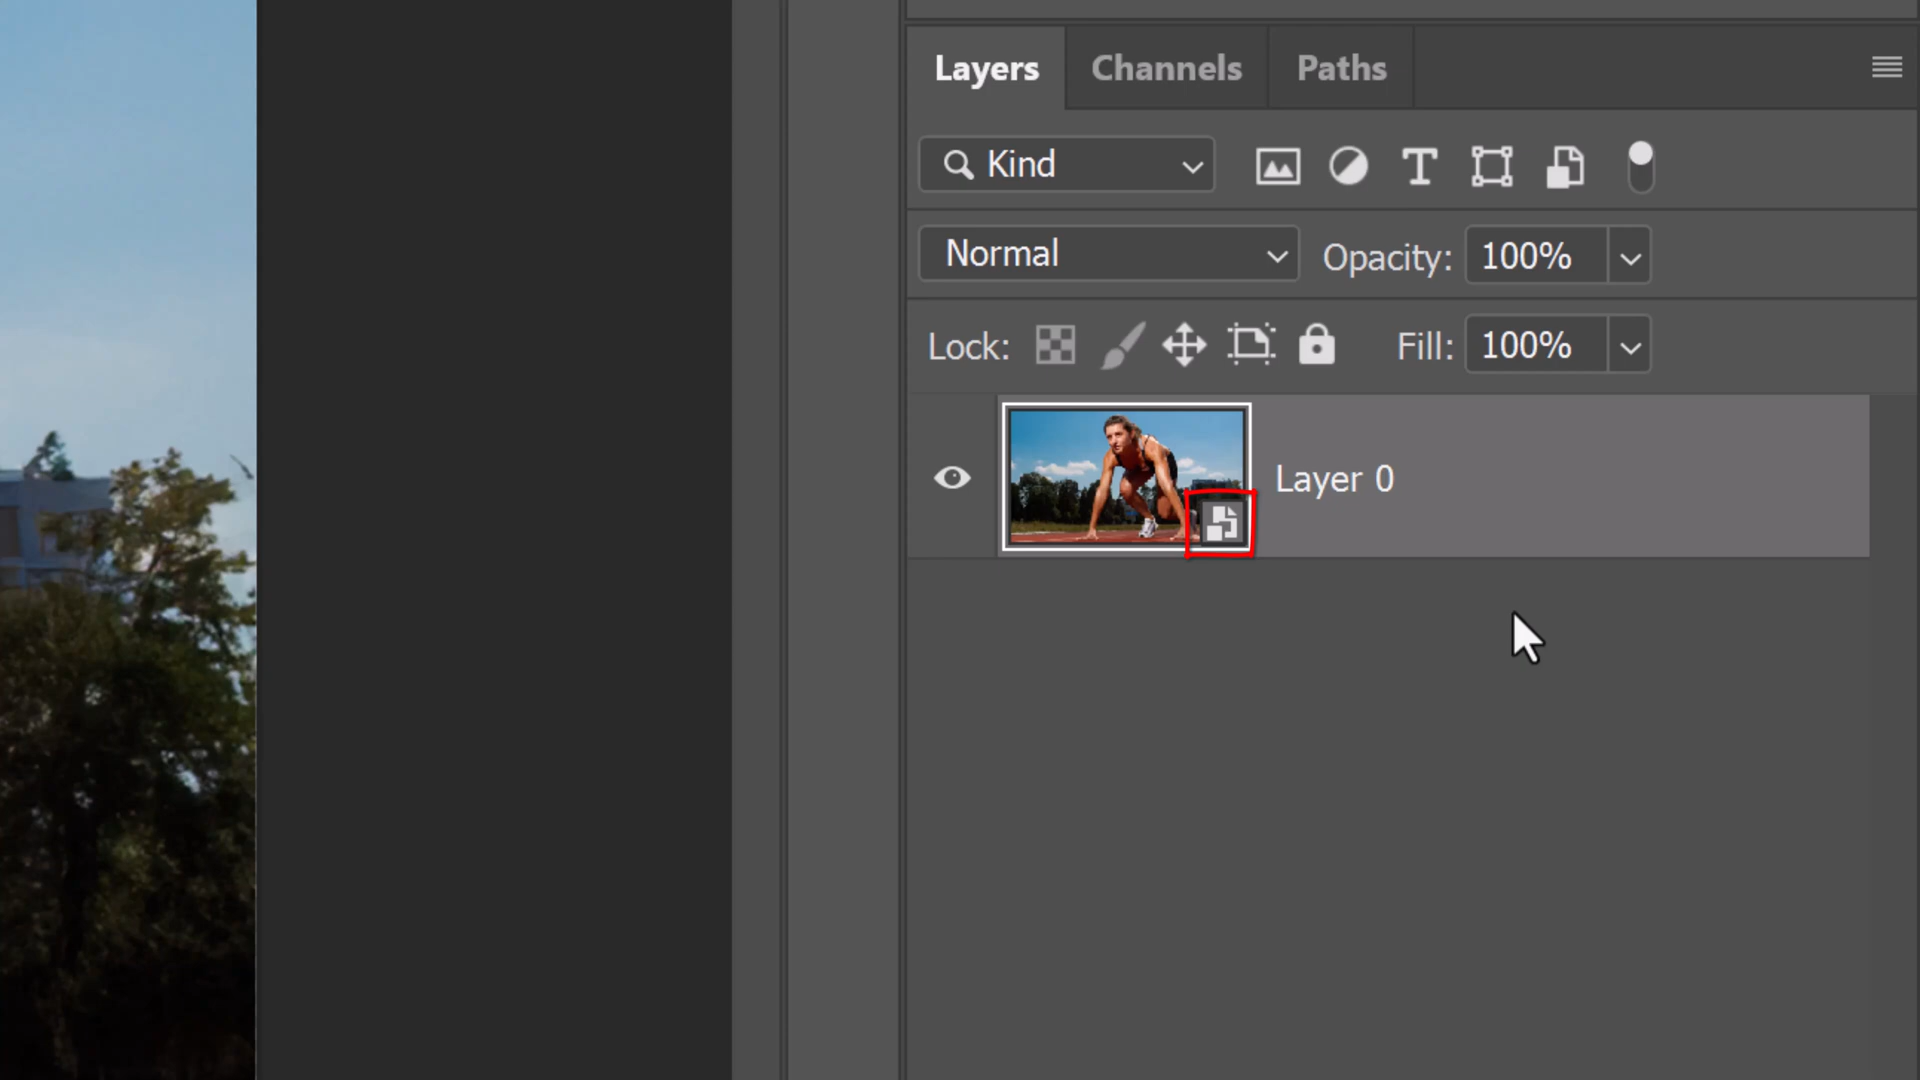 Layers Channels Paths
Kind
Normal Opacity: 100%
Lock: Fill: 100%
Layer 0